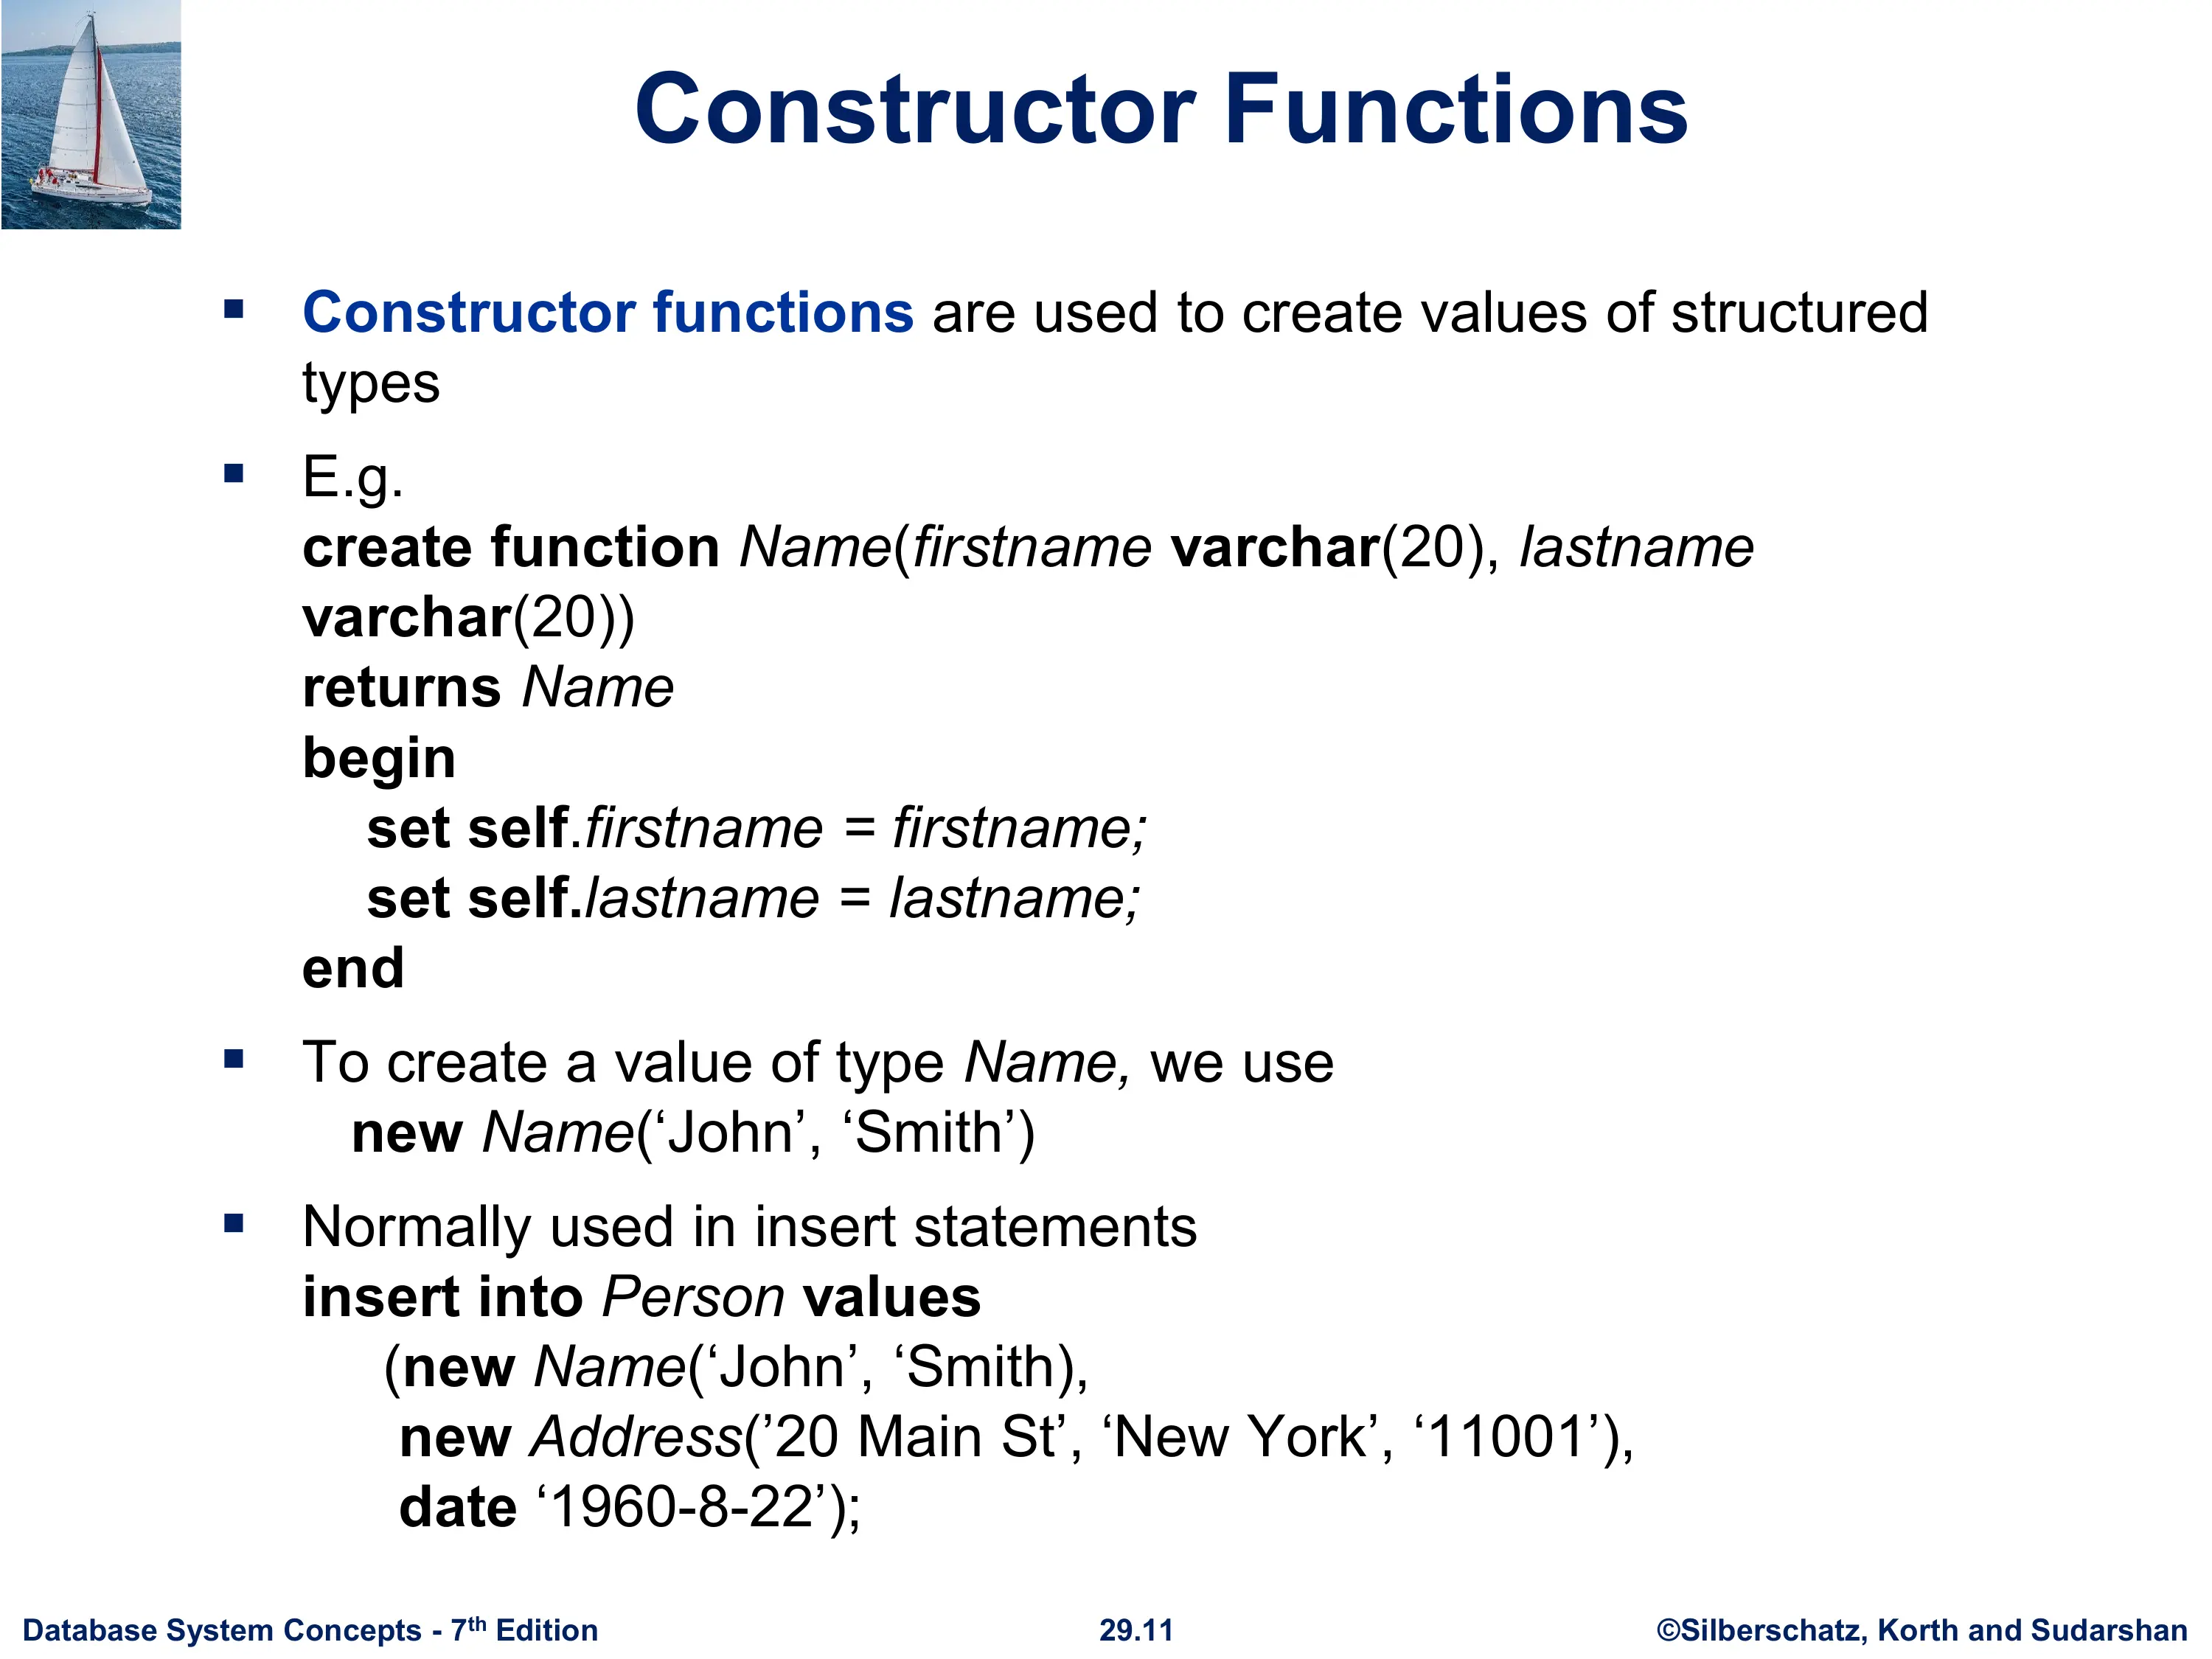 Constructor Functions
Constructor functions are used to create values of structured
types
E.g.
create function Name(firstname varchar(20), lastname
varchar(20))
returns Name
begin
set self.firstname = firstname;
set self.lastname = lastname;
end
To create a value of type Name, we use
new Name(‘John’, ‘Smith’)
Normally used in insert statements
insert into Person values
(new Name(‘John’, ‘Smith),
new Address(’20 Main St’, ‘New York’, ‘11001’),
date ‘1960-8-22’);
Database System Concepts - 7th Edition
29.11
©Silberschatz, Korth and Sudarshan